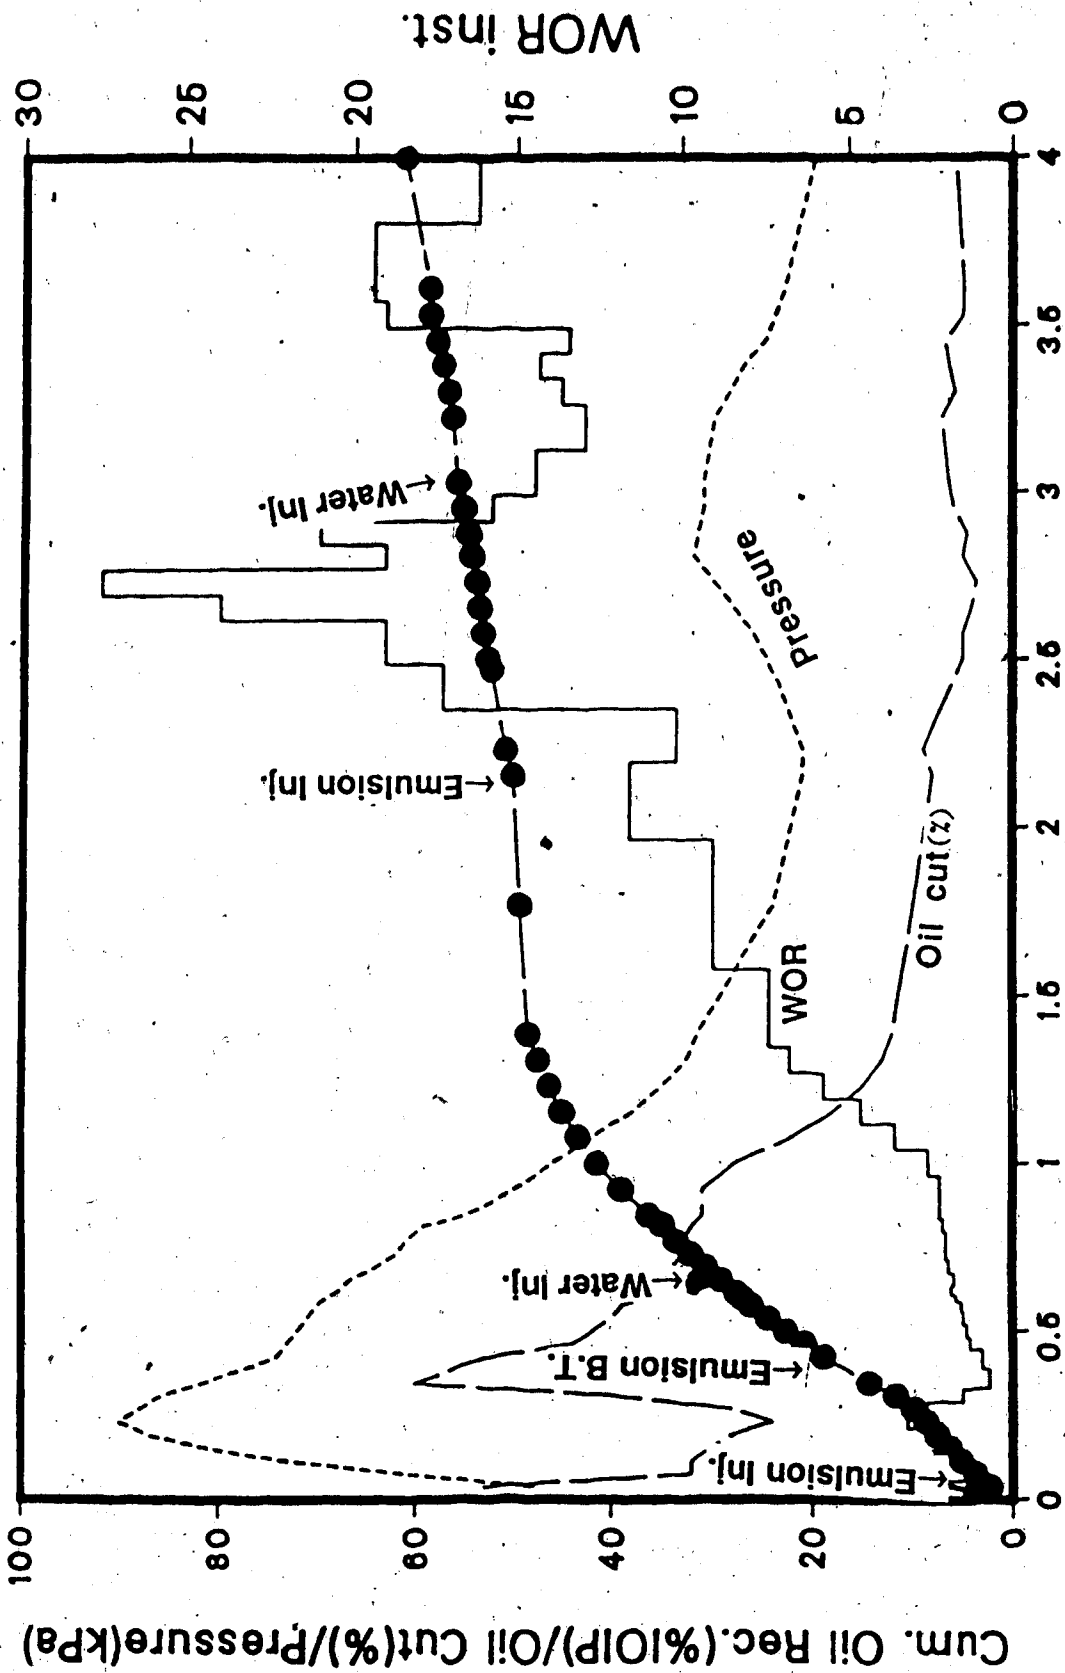 WOR inst.
30
25
20
15
10
5
0
4
3.5
3
2.5
2
1.5
1
0.5
0
Water Inj.
Pressure
Emulsion Inj.
Oil cut(%)
WOR
Water Inj.
Emulsion B.T.
Emulsion Inj.
100
80
60
40
20
0
Cum. Oil Rec.(%IOIP)/Oil Cut(%)/Pressure(kPa)